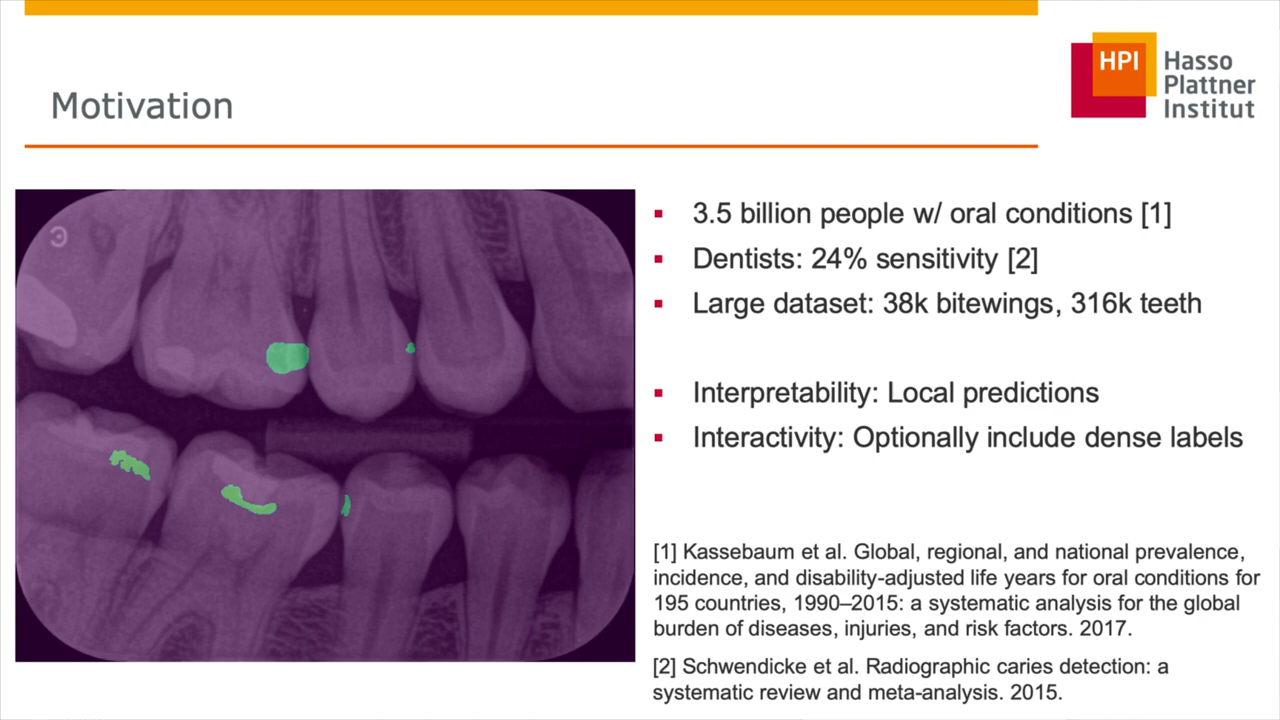 Motivation
HPI
Hasso
Plattner
Institut
3.5 billion people w/ oral conditions [1]
Dentists: 24% sensitivity [2]
Large dataset: 38k bitewings, 316k teeth
Interpretability: Local predictions
Interactivity: Optionally include dense labels
[1] Kassebaum et al. Global, regional, and national prevalence,
incidence, and disability-adjusted life years for oral conditions for
195 countries, 1990–2015: a systematic analysis for the global
burden of diseases, injuries, and risk factors. 2017.
[2] Schwendicke et al. Radiographic caries detection: a
systematic review and meta-analysis. 2015.